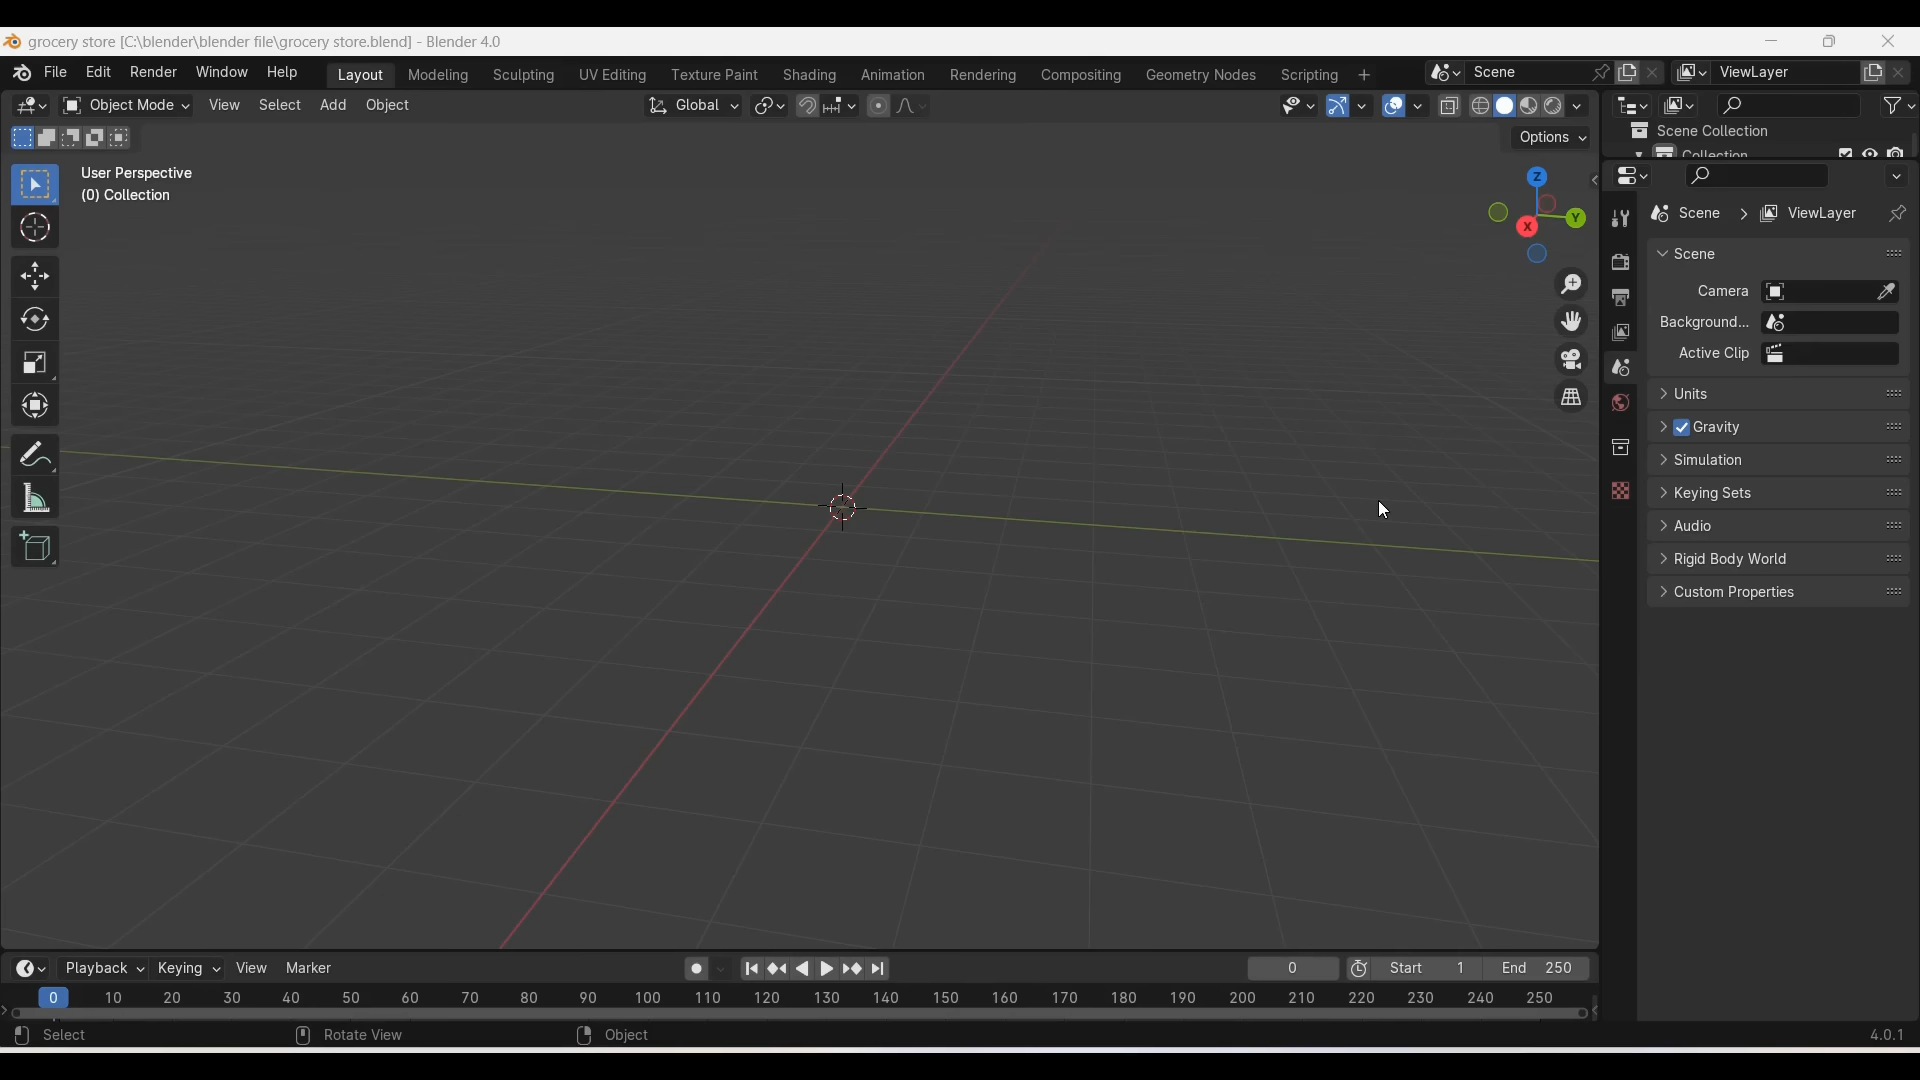 grocery store [C:\blender\blender file\grocery store.blend] - Blender 4.0
File Edit Render Window Help Layout Modeling Sculpting UV Editing Texture Paint Shading Animation Rendering Compositing Geometry Nodes Scripting + Scene ViewLayer
Object Mode View Select Add Object Global
Scene Collection
Options
Collection
User Perspective
(0) Collection
Z
Y
X
Scene > ViewLayer
Scene
Camera
Background...
Active Clip
Units
Gravity
Simulation
Keying Sets
Audio
Rigid Body World
Custom Properties
Playback Keying View Marker 0 Start 1 End 250
0 10 20 30 40 50 60 70 80 90 100 110 120 130 140 150 160 170 180 190 200 210 220 230 240 250
Select Rotate View Object 4.0.1